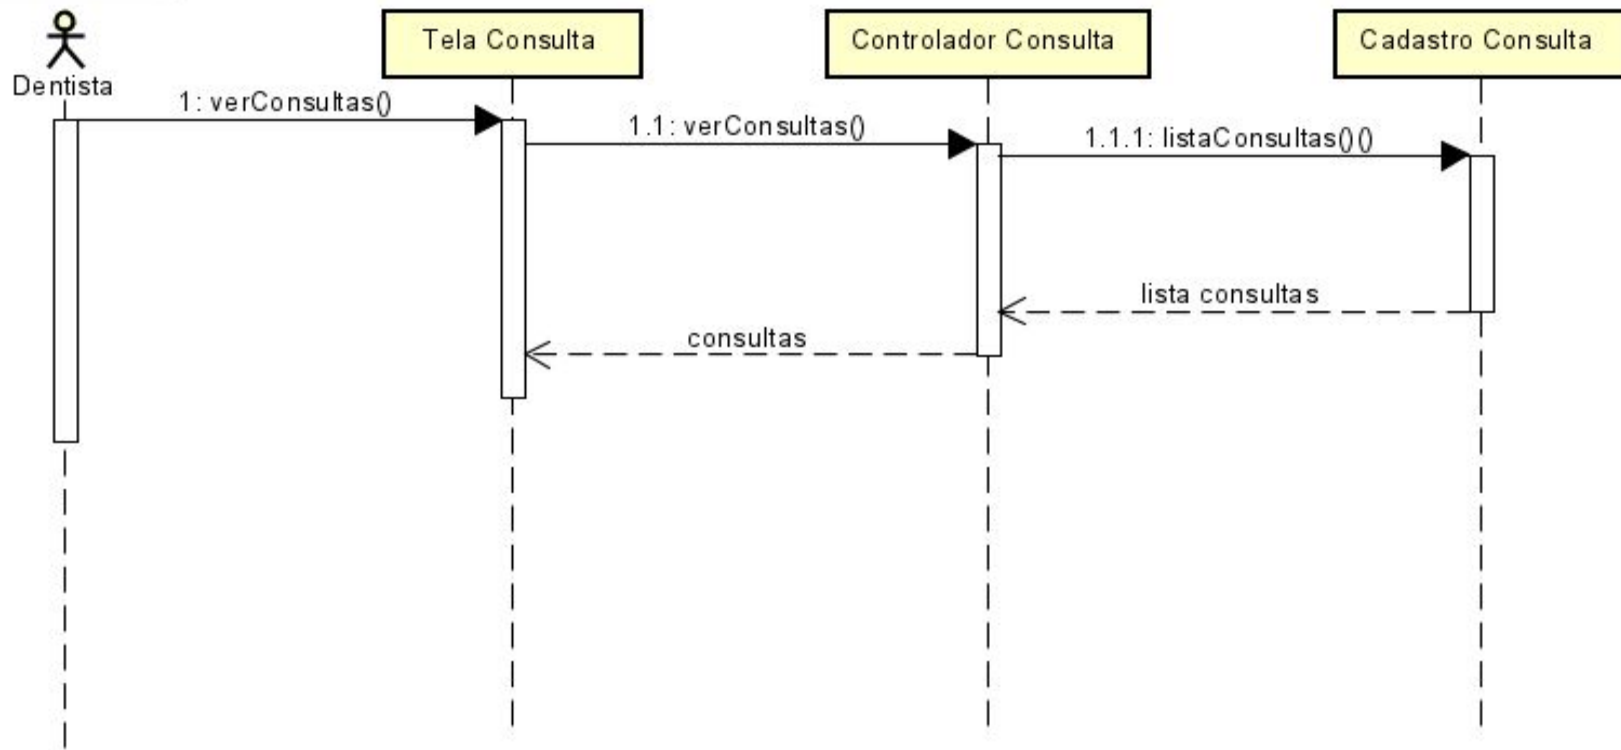 Tela Consulta
Controlador Consulta
Cadastro Consulta
Dentista
1: verConsultas()
1.1: verConsultas()
1.1.1: listaConsultas()()
lista consultas
consultas